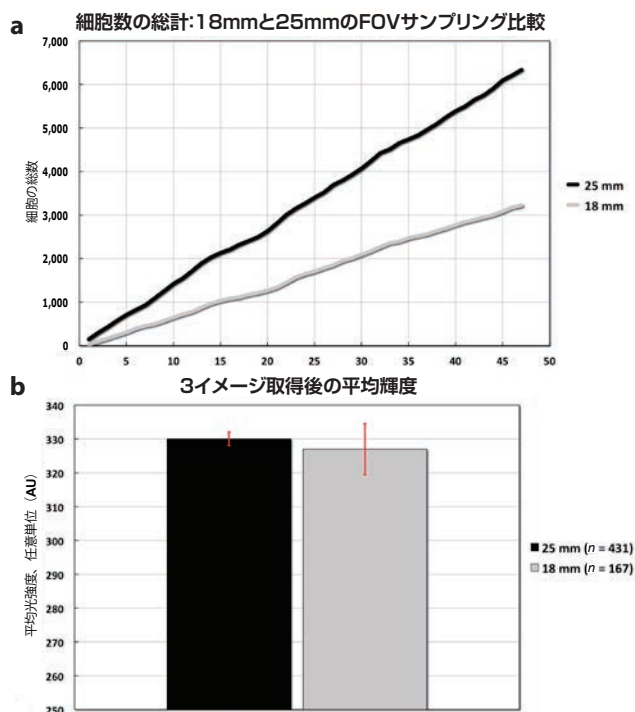 a
細胞数の総計:18mmと25mmのFOVサンプリング比較
7,000
6,000
5,000
4,000
3,000
2,000
1,000
0
細胞の総数
0 5 10 15 20 25 30 35 40 45 50
25 mm
18 mm
b
3イメージ取得後の平均輝度
340
330
320
310
300
290
280
270
260
250
平均光強度、任意単位（AU）
25 mm (n = 431)
18 mm (n = 167)